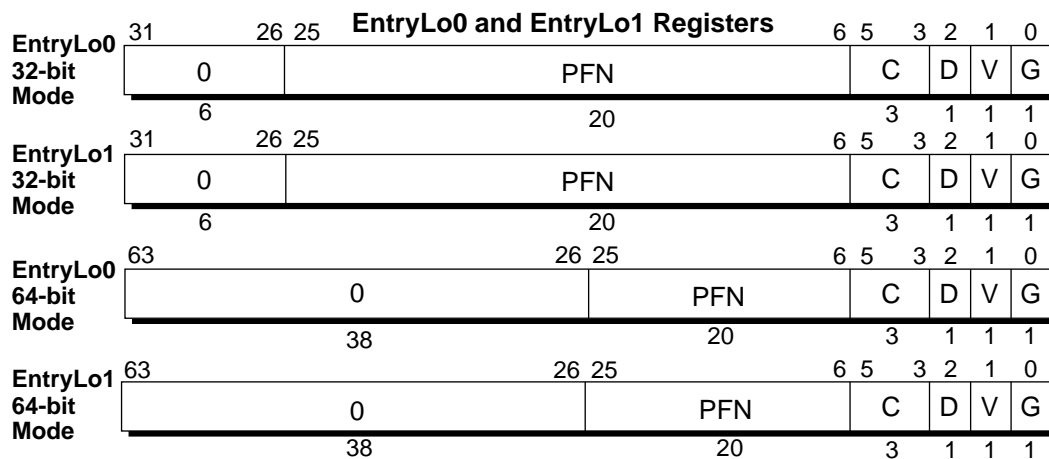 EntryLo0 and EntryLo1 Registers
EntryLo0
32-bit
Mode
31 26 25 6 5 3 2 1 0
0 PFN C D V G
6 20 3 1 1 1
EntryLo1
32-bit
Mode
31 26 25 6 5 3 2 1 0
0 PFN C D V G
6 20 3 1 1 1
EntryLo0
64-bit
Mode
63 26 25 6 5 3 2 1 0
0 PFN C D V G
38 20 3 1 1 1
EntryLo1
64-bit
Mode
63 26 25 6 5 3 2 1 0
0 PFN C D V G
38 20 3 1 1 1